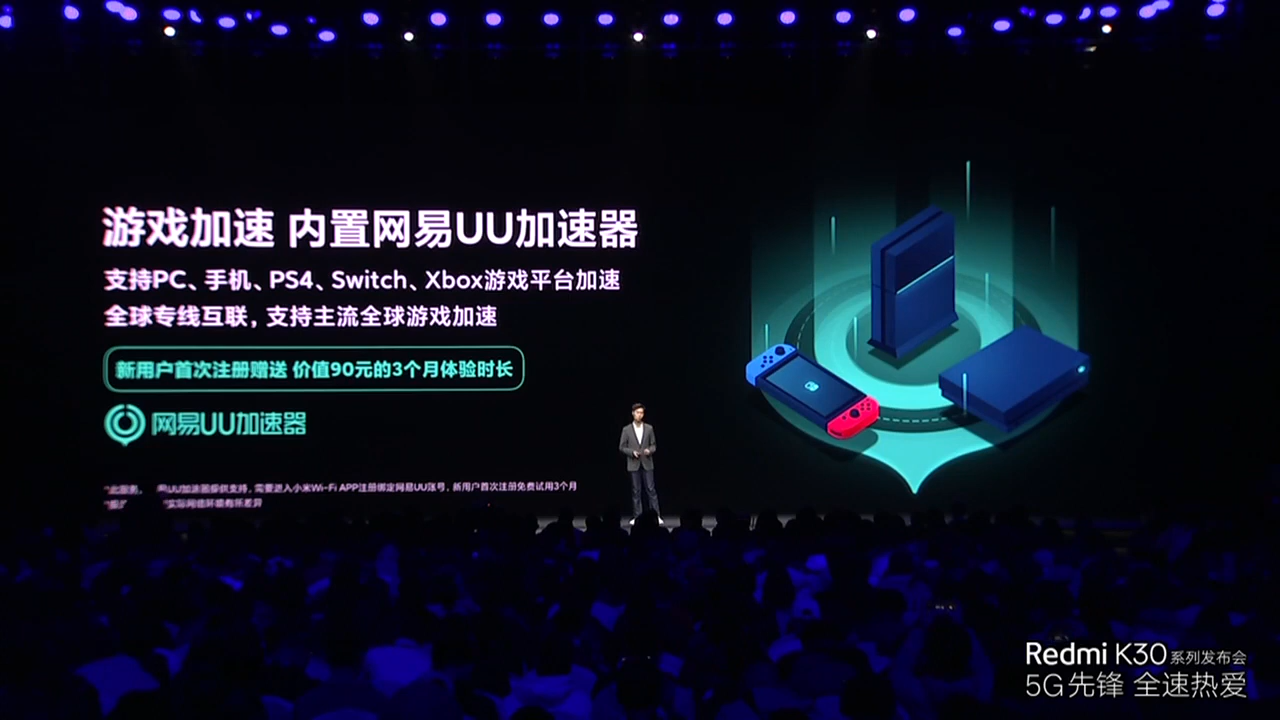 游戏加速 内置网易UU加速器
支持PC、手机、PS4、Switch、Xbox游戏平台加速
全球专线互联，支持主流全球游戏加速
新用户首次注册赠送 价值90元的3个月体验时长
网易UU加速器
易UU加速器提供支持，需要进入小米Wi-Fi APP注册绑定网易UU账号，新用户首次注册免费试用3个月
实际网络环境有所差异
Redmi K30 系列发布会
5G先锋 全速热爱